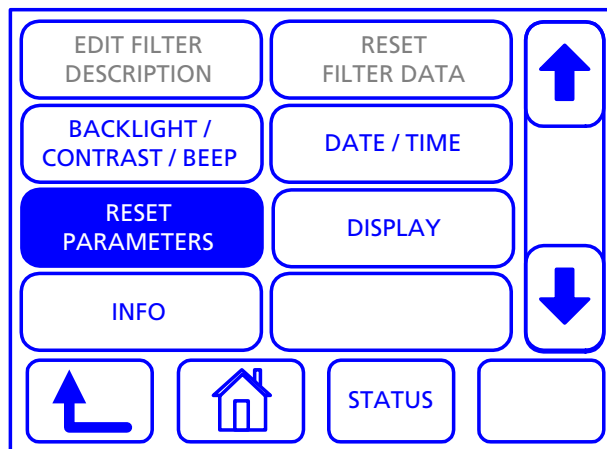 EDIT FILTER
DESCRIPTION
RESET
FILTER DATA
BACKLIGHT /
CONTRAST / BEEP
DATE / TIME
RESET
PARAMETERS
DISPLAY
INFO
STATUS